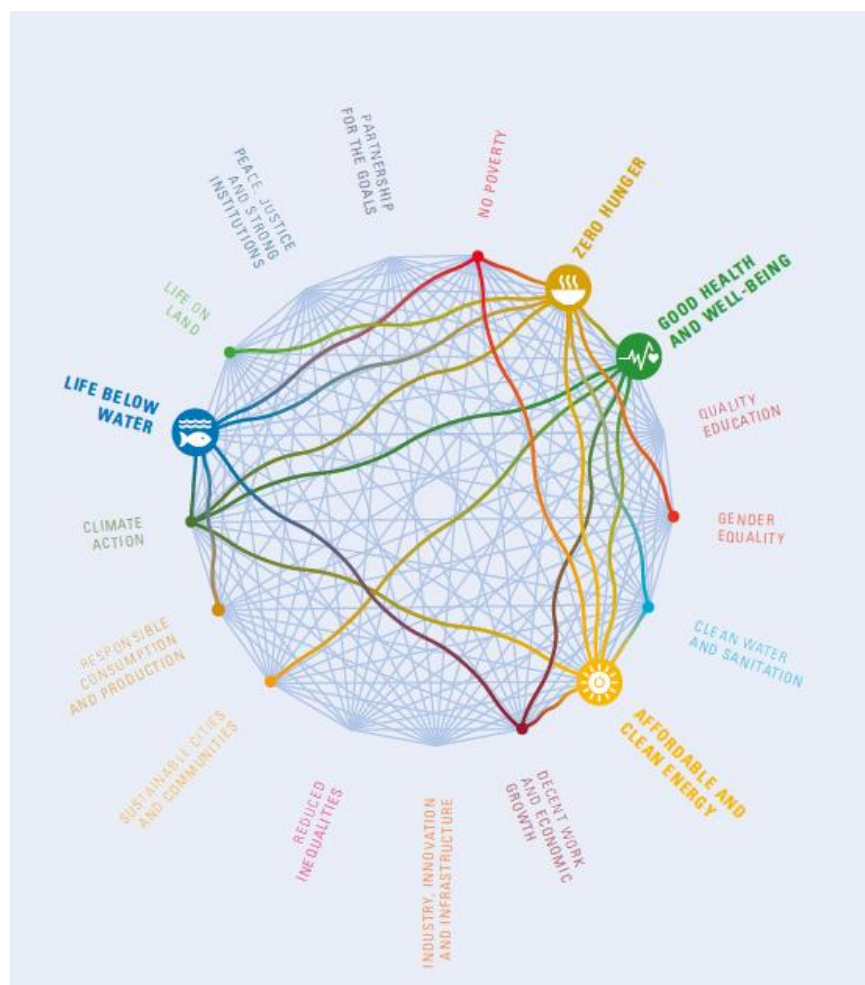 NO POVERTY
ZERO HUNGER
GOOD HEALTH
AND WELL-BEING
QUALITY
EDUCATION
GENDER
EQUALITY
CLEAN WATER
AND SANITATION
AFFORDABLE AND
CLEAN ENERGY
DECENT WORK
AND ECONOMIC
GROWTH
INDUSTRY, INNOVATION
AND INFRASTRUCTURE
REDUCED
INEQUALITIES
SUSTAINABLE CITIES
AND COMMUNITIES
RESPONSIBLE
CONSUMPTION
AND PRODUCTION
CLIMATE
ACTION
LIFE BELOW
WATER
LIFE ON
LAND
PEACE, JUSTICE
AND STRONG
INSTITUTIONS
PARTNERSHIP
FOR THE GOALS